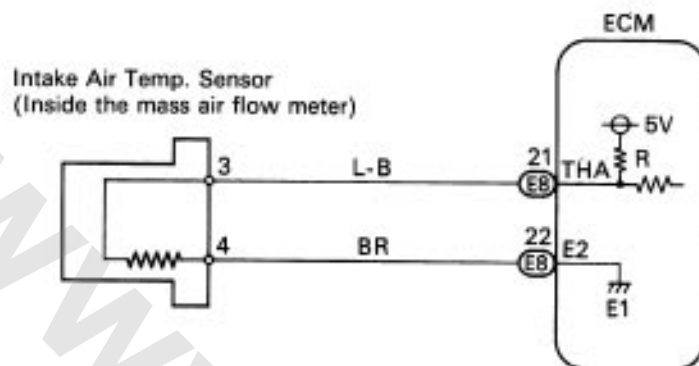 ECM
Intake Air Temp. Sensor
(Inside the mass air flow meter)
5V
3
L-B
21
E8
THA
R
4
BR
22
E8
E2
E1